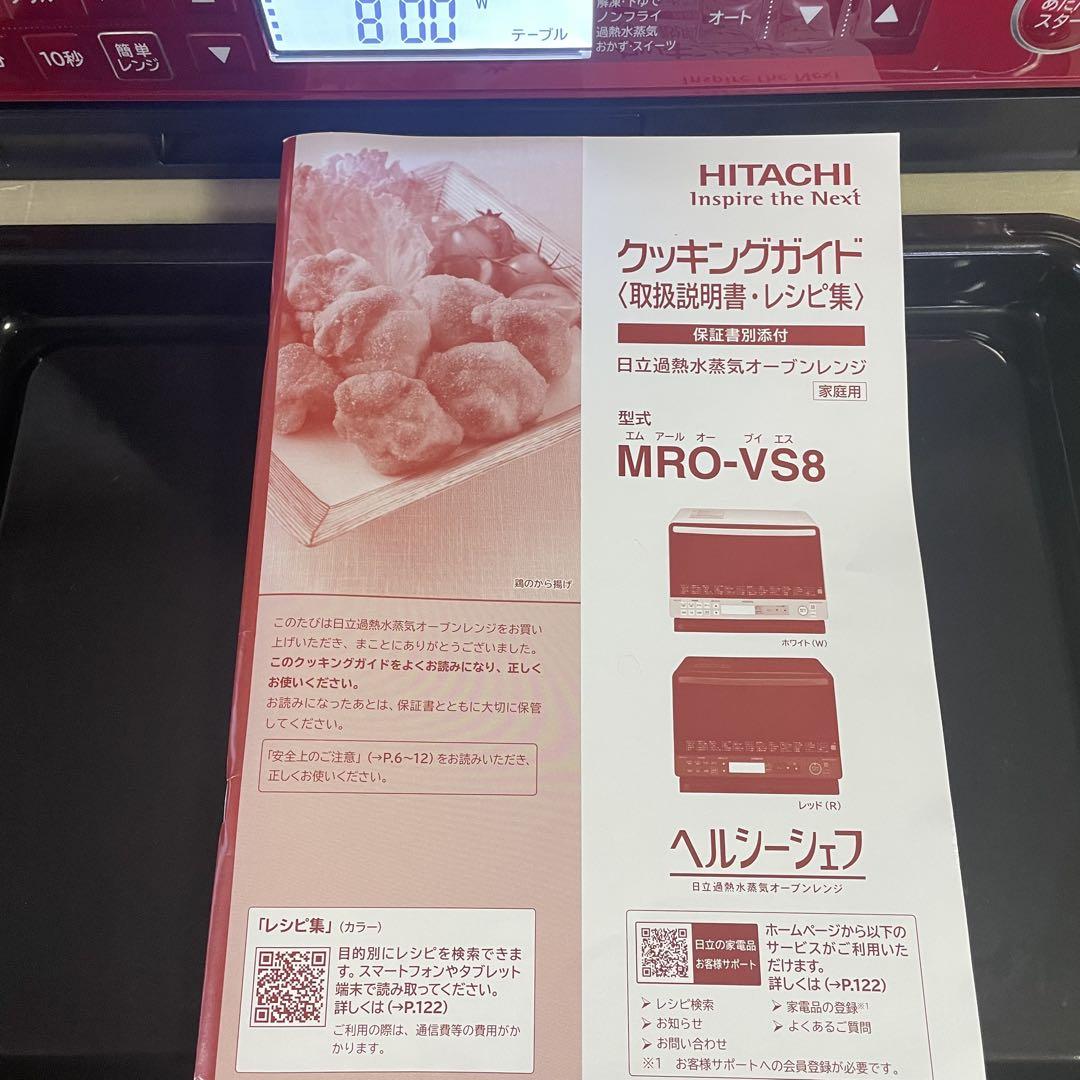 800 W
テーブル
解凍・下ゆで
ノンフライ
過熱水蒸気
おかず・スイーツ
オート
スター
10秒
簡単
レンジ
Inspire the Next
HITACHI
Inspire the Next
クッキングガイド
〈取扱説明書・レシピ集〉
保証書別添付
日立過熱水蒸気オーブンレンジ
家庭用
型式
エム アール オー ブイ エス
MRO-VS8
鶏のから揚げ
ホワイト(W)
レッド(R)
このたびは日立過熱水蒸気オーブンレンジをお買い
上げいただき、まことにありがとうございました。
このクッキングガイドをよくお読みになり、正しく
お使いください。
お読みになったあとは、保証書とともに大切に保管
してください。
「安全上のご注意」(→P.6~12)をお読みいただき、
正しくお使いください。
ヘルシーシェフ
日立過熱水蒸気オーブンレンジ
「レシピ集」(カラー)
目的別にレシピを検索できま
す。スマートフォンやタブレット
端末で読み取ってください。
詳しくは(→P.122)
ご利用の際は、通信費等の費用がか
かります。
日立の家電品
お客様サポート
ホームページから以下の
サービスがご利用いた
だけます。
詳しくは(→P.122)
➢ レシピ検索
➢ 家電品の登録※1
➢ お知らせ
➢ よくあるご質問
➢ お問い合わせ
※1 お客様サポートへの会員登録が必要です。